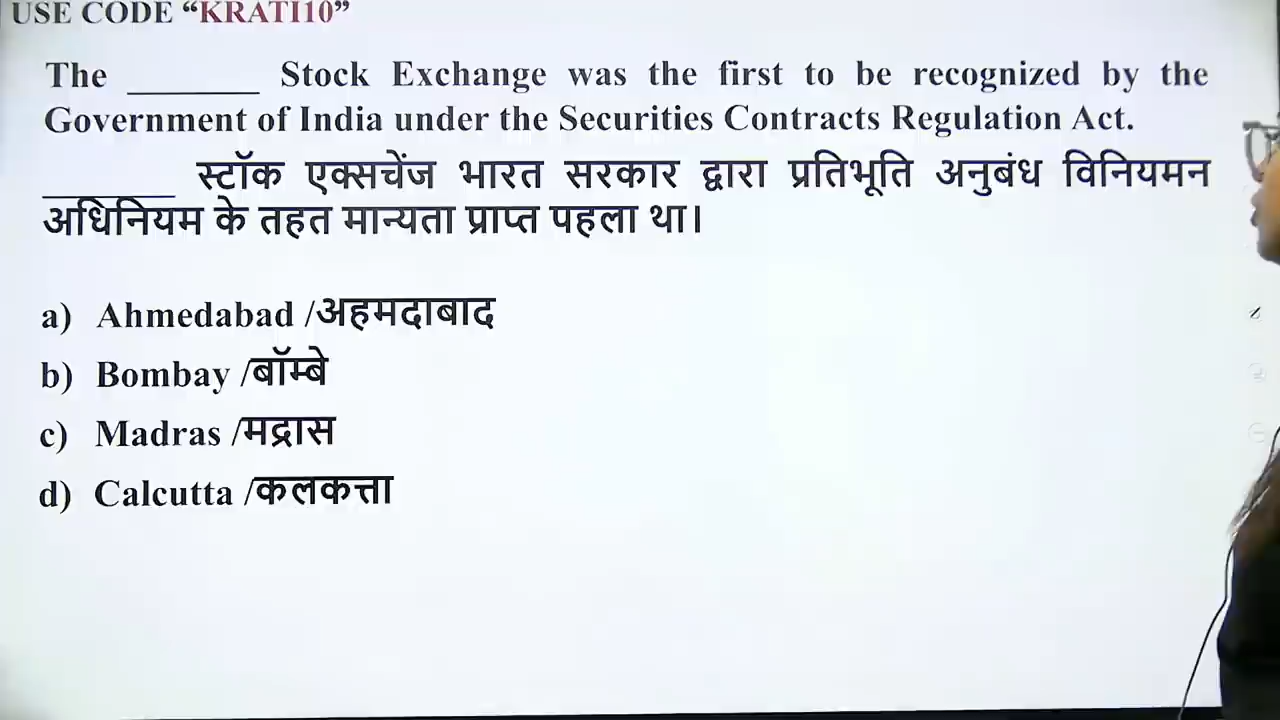 USE CODE “KRATI10”
The _______ Stock Exchange was the first to be recognized by the
Government of India under the Securities Contracts Regulation Act.
_______ स्टॉक एक्सचेंज भारत सरकार द्वारा प्रतिभूति अनुबंध विनियमन
अधिनियम के तहत मान्यता प्राप्त पहला था।
a) Ahmedabad /अहमदाबाद
b) Bombay /बॉम्बे
c) Madras /मद्रास
d) Calcutta /कलकत्ता